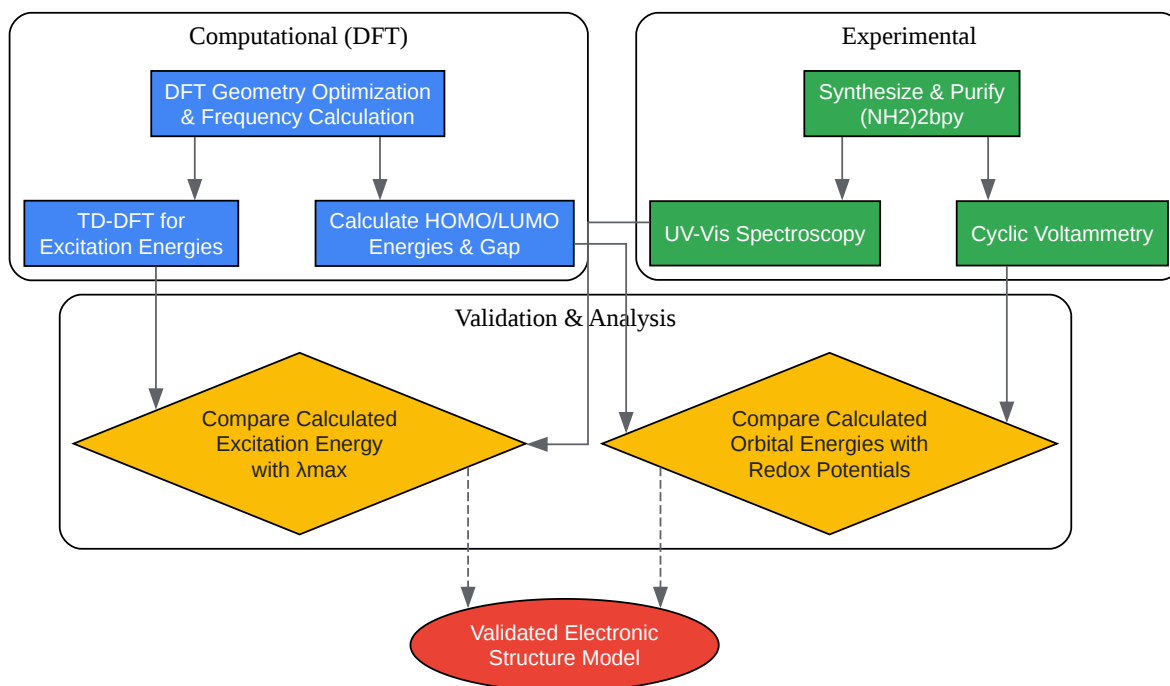 Computational (DFT)
Experimental
DFT Geometry Optimization
& Frequency Calculation
Synthesize & Purify
(NH2)2bpy
TD-DFT for
Excitation Energies
Calculate HOMO/LUMO
Energies & Gap
UV-Vis Spectroscopy
Cyclic Voltammetry
Validation & Analysis
Compare Calculated
Excitation Energy
with λmax
Compare Calculated
Orbital Energies with
Redox Potentials
Validated Electronic
Structure Model